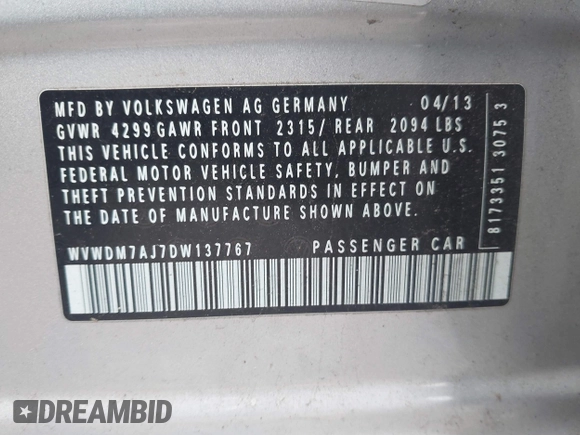 MFD BY VOLKSWAGEN AG GERMANY 04/13
GVWR 4299 GAWR FRONT 2315/ REAR 2094 LBS
THIS VEHICLE CONFORMS TO ALL APPLICABLE U.S.
FEDERAL MOTOR VEHICLE SAFETY, BUMPER AND
THEFT PREVENTION STANDARDS IN EFFECT ON
THE DATE OF MANUFACTURE SHOWN ABOVE.
WVWDM7AJ7DW137767 PASSENGER CAR
8173351 3075 3
DREAMBID